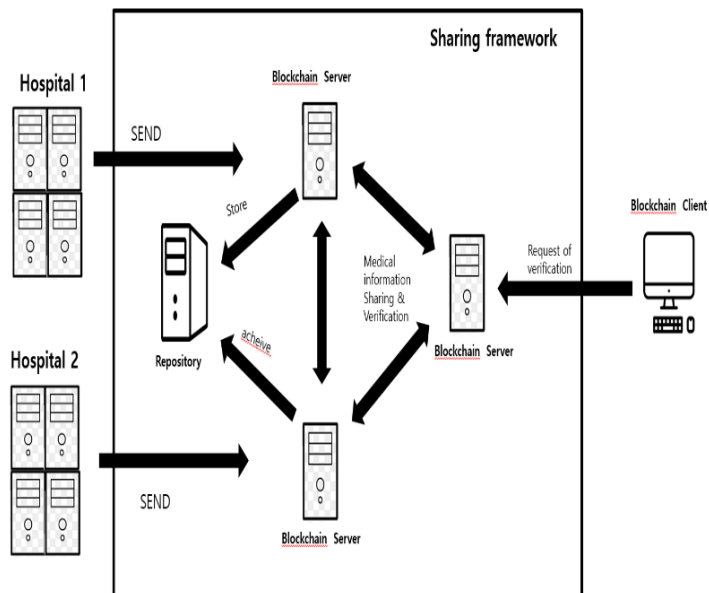 Sharing framework
Hospital 1
Blockchain Server
SEND
Store
Blockchain Client
Request of
verification
Medical
information
Sharing &
Verification
acheive
Repository
Blockchain Server
Hospital 2
SEND
Blockchain Server